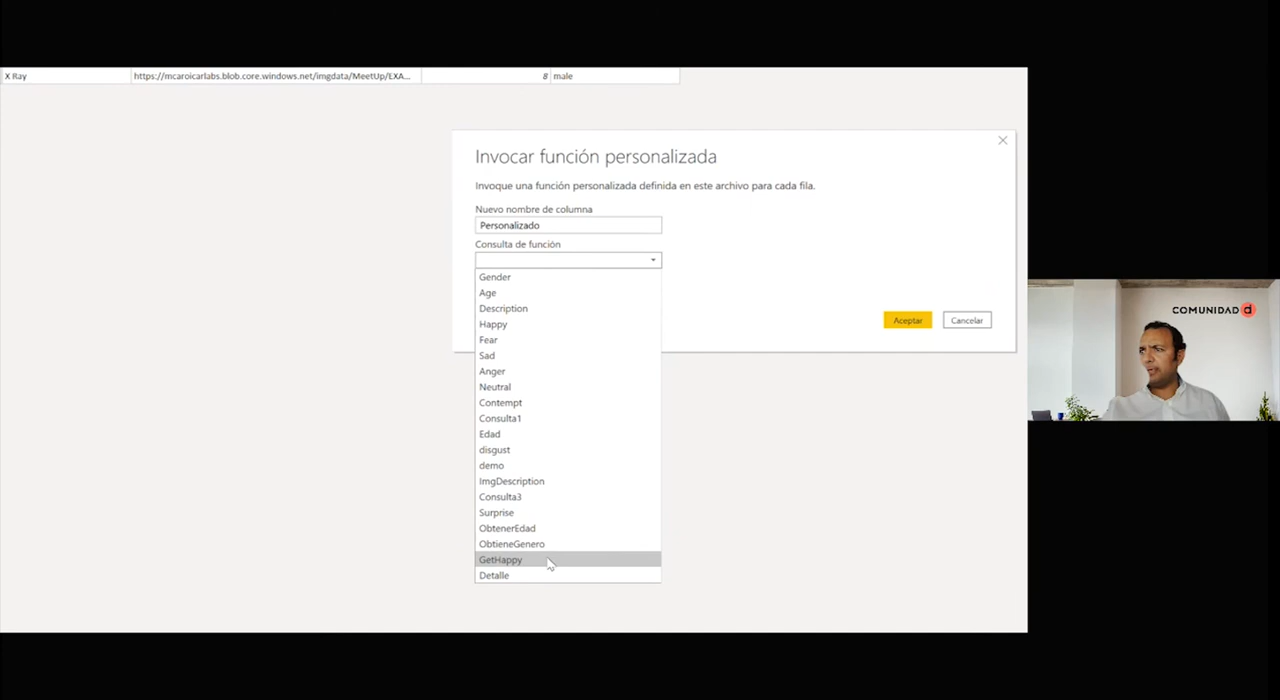 X Ray https://mcaroicarlabs.blob.core.windows.net/imgdata/MeetUp/EXA... 8 male
Invocar función personalizada
Invoque una función personalizada definida en este archivo para cada fila.
Nuevo nombre de columna
Personalizado
Consulta de función
Gender
Age
Description
Happy
Fear
Sad
Anger
Neutral
Contempt
Consulta1
Edad
disgust
demo
ImgDescription
Consulta3
Surprise
ObtenerEdad
ObtieneGenero
GetHappy
Detalle
Aceptar Cancelar
COMUNIDAD d